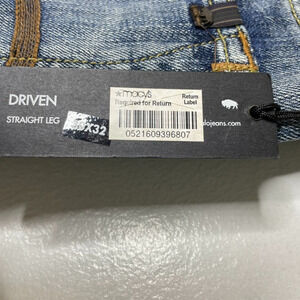 DRIVEN
STRAIGHT LEG
X32
★macy's
Required for Return
Return
Label
0521609396807
lojeans.com